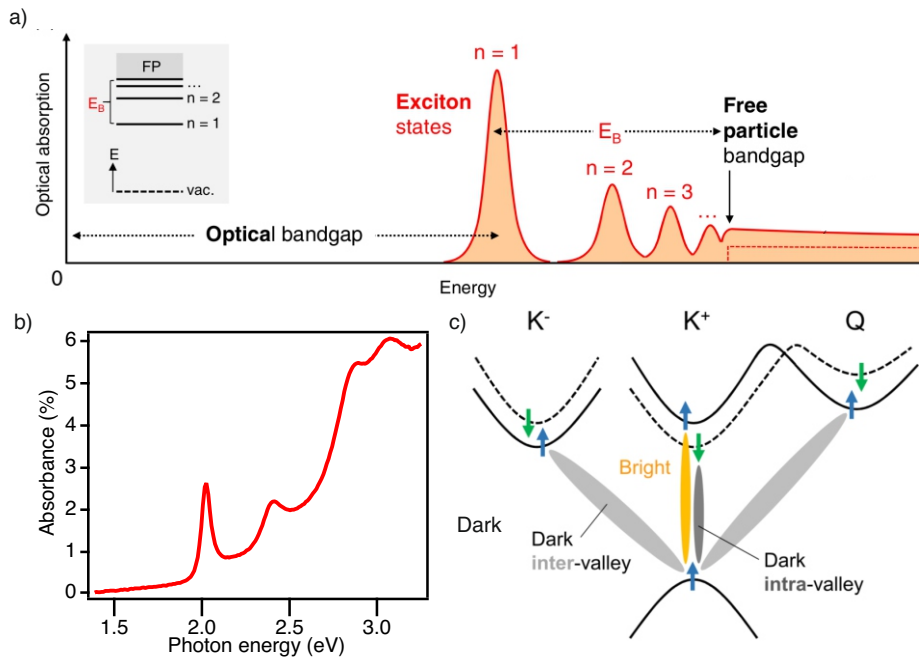 a)
Optical absorption
FP
...
n = 2
n = 1
E_B
E
vac.
n = 1
Exciton
states
E_B
n = 2
n = 3
...
Free
particle
bandgap
Optical bandgap
0
Energy
b)
Absorbance (%)
6
5
4
3
2
1
0
1.5
2.0
2.5
3.0
Photon energy (eV)
c)
K-
K+
Q
Bright
Dark
Dark
inter-valley
Dark
intra-valley